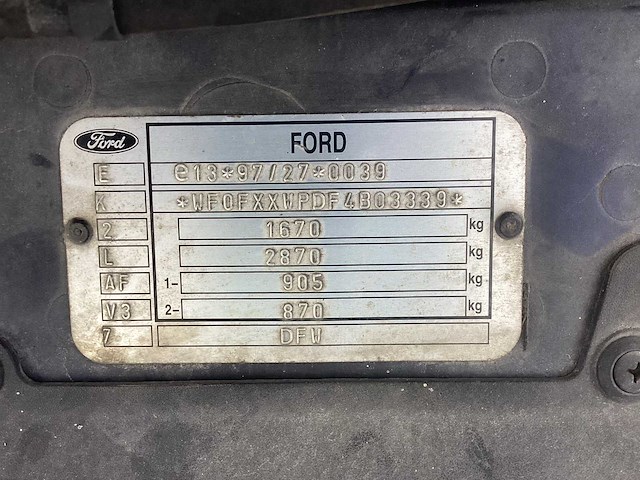 Ford FORD
E e13*97/27*0039
K *WF0FXXWPDF4B03339*
2 1670 kg
L 2870 kg
AF 1- 905 kg
V3 2- 870 kg
7 DFW